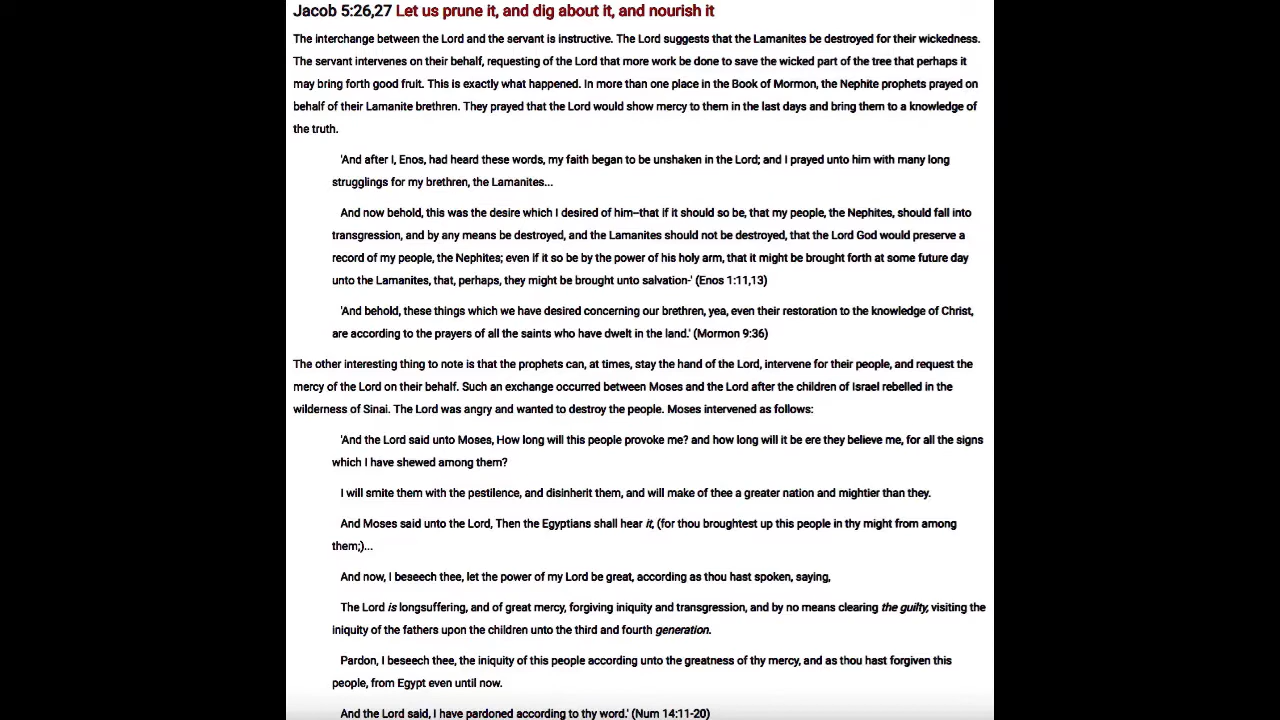 Jacob 5:26,27 Let us prune it, and dig about it, and nourish it
The interchange between the Lord and the servant is instructive. The Lord suggests that the Lamanites be destroyed for their wickedness.
The servant intervenes on their behalf, requesting of the Lord that more work be done to save the wicked part of the tree that perhaps it
may bring forth good fruit. This is exactly what happened. In more than one place in the Book of Mormon, the Nephite prophets prayed on
behalf of their Lamanite brethren. They prayed that the Lord would show mercy to them in the last days and bring them to a knowledge of
the truth.
'And after I, Enos, had heard these words, my faith began to be unshaken in the Lord; and I prayed unto him with many long
strugglings for my brethren, the Lamanites...
And now behold, this was the desire which I desired of him–that if it should so be, that my people, the Nephites, should fall into
transgression, and by any means be destroyed, and the Lamanites should not be destroyed, that the Lord God would preserve a
record of my people, the Nephites; even if it so be by the power of his holy arm, that it might be brought forth at some future day
unto the Lamanites, that, perhaps, they might be brought unto salvation-' (Enos 1:11,13)
'And behold, these things which we have desired concerning our brethren, yea, even their restoration to the knowledge of Christ,
are according to the prayers of all the saints who have dwelt in the land.' (Mormon 9:36)
The other interesting thing to note is that the prophets can, at times, stay the hand of the Lord, intervene for their people, and request the
mercy of the Lord on their behalf. Such an exchange occurred between Moses and the Lord after the children of Israel rebelled in the
wilderness of Sinai. The Lord was angry and wanted to destroy the people. Moses intervened as follows:
'And the Lord said unto Moses, How long will this people provoke me? and how long will it be ere they believe me, for all the signs
which I have shewed among them?
I will smite them with the pestilence, and disinherit them, and will make of thee a greater nation and mightier than they.
And Moses said unto the Lord, Then the Egyptians shall hear it, (for thou broughtest up this people in thy might from among
them;)...
And now, I beseech thee, let the power of my Lord be great, according as thou hast spoken, saying,
The Lord is longsuffering, and of great mercy, forgiving iniquity and transgression, and by no means clearing the guilty, visiting the
iniquity of the fathers upon the children unto the third and fourth generation.
Pardon, I beseech thee, the iniquity of this people according unto the greatness of thy mercy, and as thou hast forgiven this
people, from Egypt even until now.
And the Lord said, I have pardoned according to thy word.' (Num 14:11-20)